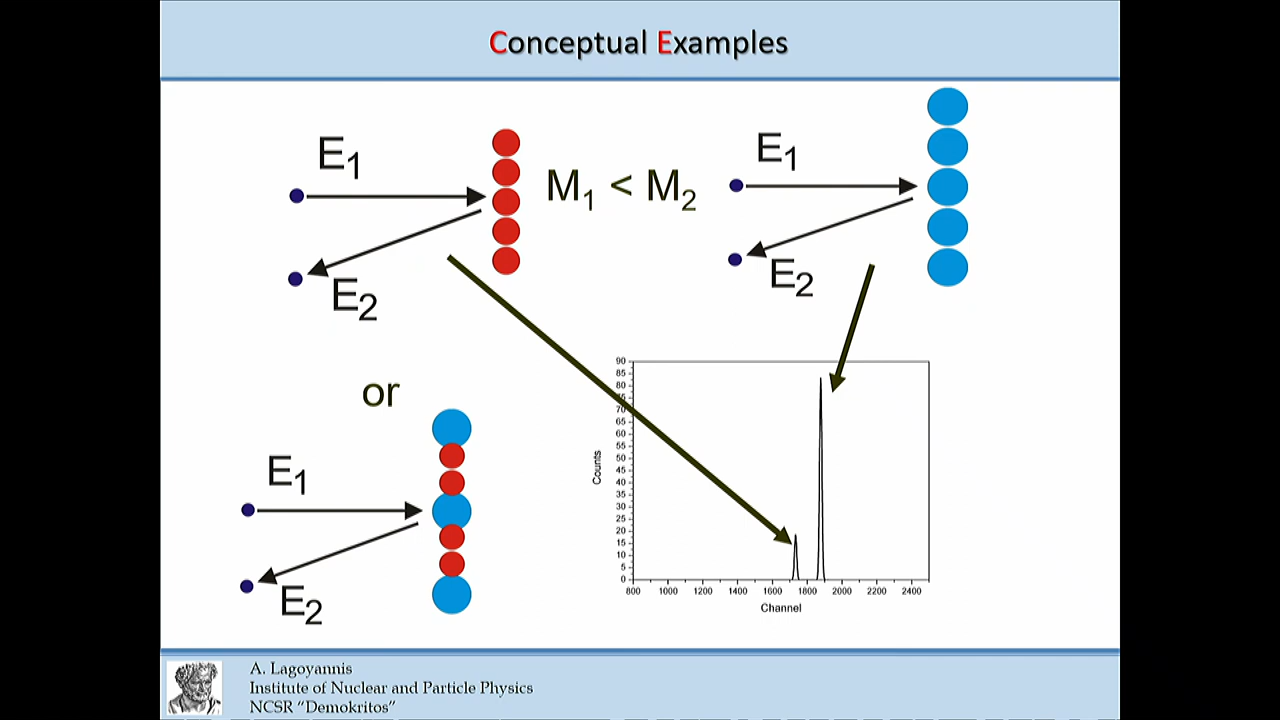 Conceptual Examples
E1
M1 < M2
E1
E2
E2
or
E1
E2
90
85
80
75
70
65
60
55
50
45
40
35
30
25
20
15
10
5
0
Counts
800 1000 1200 1400 1600 1800 2000 2200 2400
Channel
A. Lagoyannis
Institute of Nuclear and Particle Physics
NCSR "Demokritos"